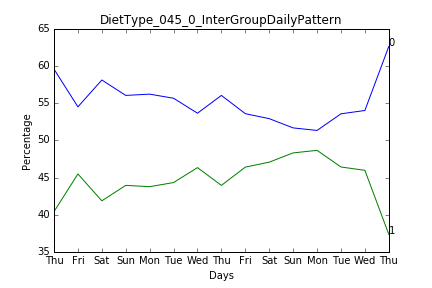 DietType_045_0_InterGroupDailyPattern
65
60
55
50
45
40
35
Percentage
0
1
Thu Fri Sat Sun Mon Tue Wed Thu Fri Sat Sun Mon Tue Wed Thu
Days